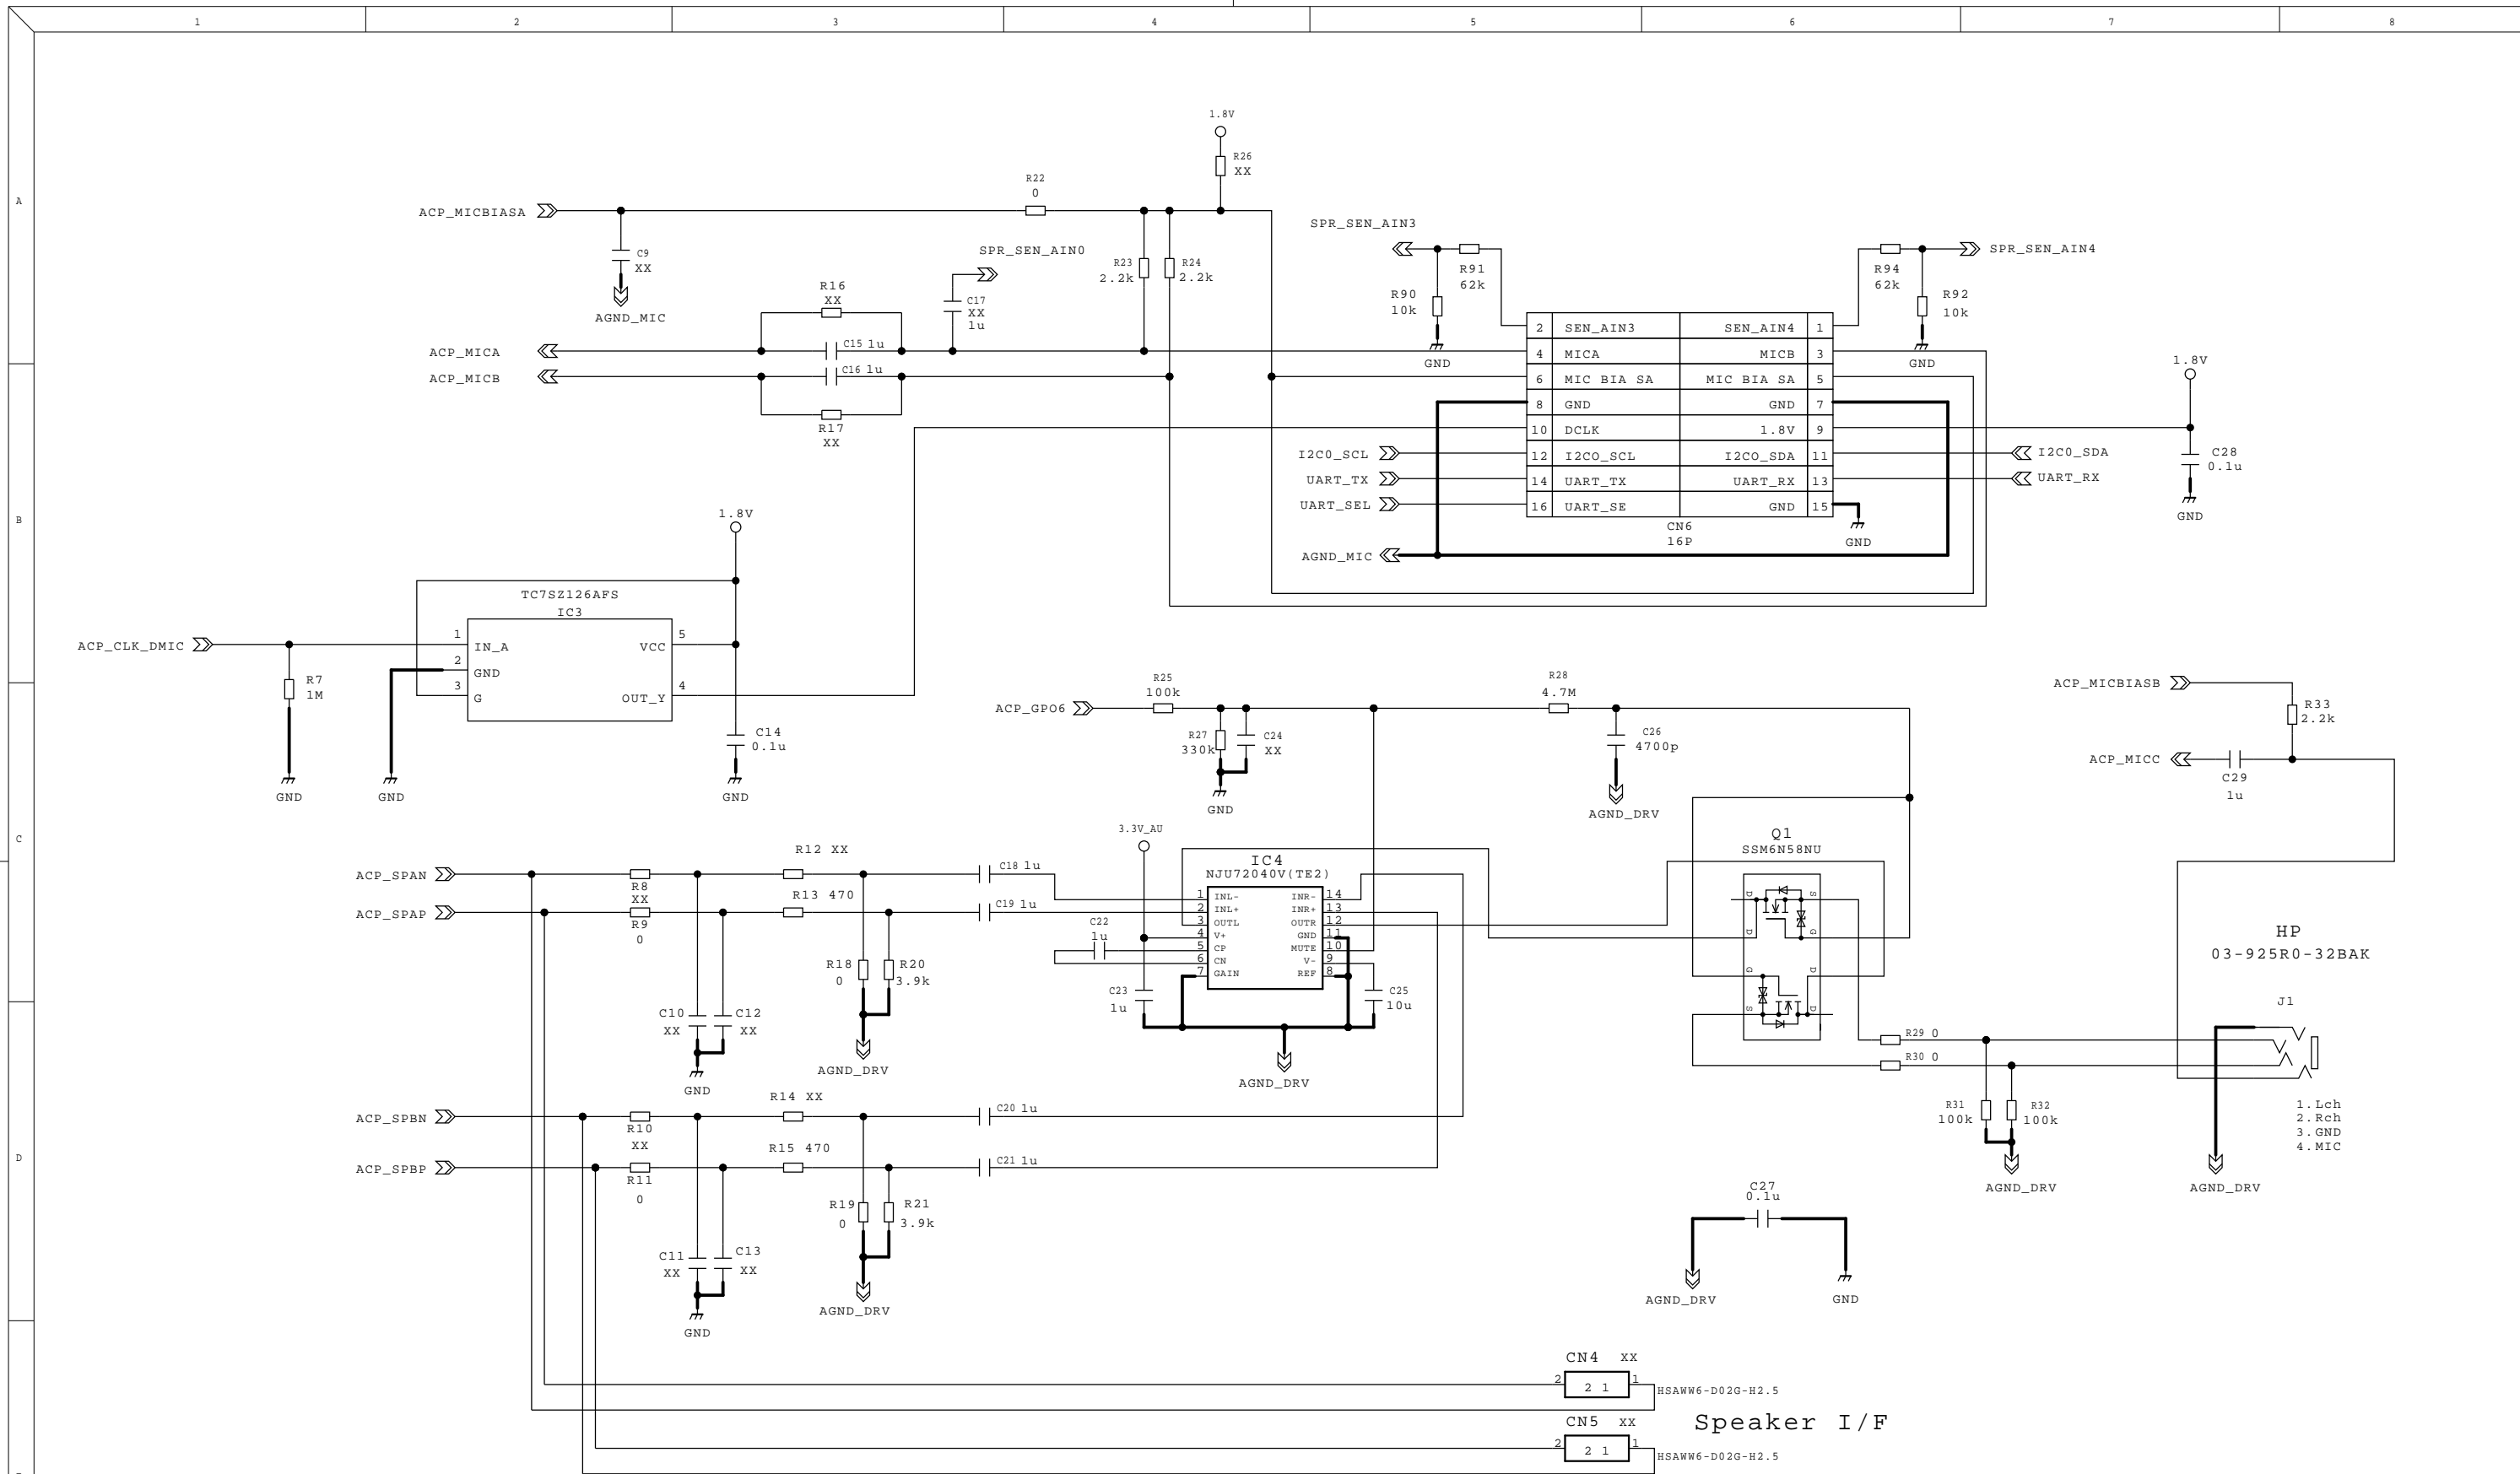 1 2 3 4 5 6 7 8
A
B
C
D
1.8V
R26
XX
R22
0
ACP_MICBIASA
C9
XX
AGND_MIC
SPR_SEN_AIN0
R23
2.2k
R24
2.2k
R16
XX
C17
XX
1u
ACP_MICA
C15 1u
ACP_MICB
C16 1u
R17
XX
SPR_SEN_AIN3
R91
62k
R90
10k
GND
SPR_SEN_AIN4
R94
62k
R92
10k
GND
2 SEN_AIN3 SEN_AIN4 1
4 MICA MICB 3
6 MIC BIA SA MIC BIA SA 5
8 GND GND 7
10 DCLK 1.8V 9
12 I2CO_SCL I2CO_SDA 11
14 UART_TX UART_RX 13
16 UART_SE GND 15
CN6
16P
GND
I2C0_SCL
UART_TX
UART_SEL
AGND_MIC
I2C0_SDA
UART_RX
1.8V
C28
0.1u
GND
1.8V
TC7SZ126AFS
IC3
ACP_CLK_DMIC
1 IN_A VCC 5
2 GND
3 G OUT_Y 4
R7
1M
GND
GND
C14
0.1u
GND
ACP_GPO6
R25
100k
R27
330k
C24
XX
GND
R28
4.7M
C26
4700p
AGND_DRV
ACP_MICBIASB
R33
2.2k
ACP_MICC
C29
1u
3.3V_AU
IC4
NJU72040V(TE2)
1 INL- INR- 14
2 INL+ INR+ 13
3 OUTL OUTR 12
4 V+ GND 11
5 CP MUTE 10
6 CN V- 9
7 GAIN REF 8
C22
1u
C23
1u
C25
10u
AGND_DRV
Q1
SSM6N58NU
D S
D G
G D
S D
ACP_SPAN
R8
XX
R12 XX
C18 1u
ACP_SPAP
R9
0
R13 470
C19 1u
R18
0
R20
3.9k
C10
XX
C12
XX
GND
AGND_DRV
ACP_SPBN
R10
XX
R14 XX
C20 1u
ACP_SPBP
R11
0
R15 470
C21 1u
R19
0
R21
3.9k
C11
XX
C13
XX
GND
AGND_DRV
HP
03-925R0-32BAK
J1
R29 0
R30 0
R31
100k
R32
100k
AGND_DRV
AGND_DRV
1.Lch
2.Rch
3.GND
4.MIC
C27
0.1u
AGND_DRV
GND
CN4 XX
2 2 1 1
HSAWW6-D02G-H2.5
Speaker I/F
CN5 XX
2 2 1 1
HSAWW6-D02G-H2.5